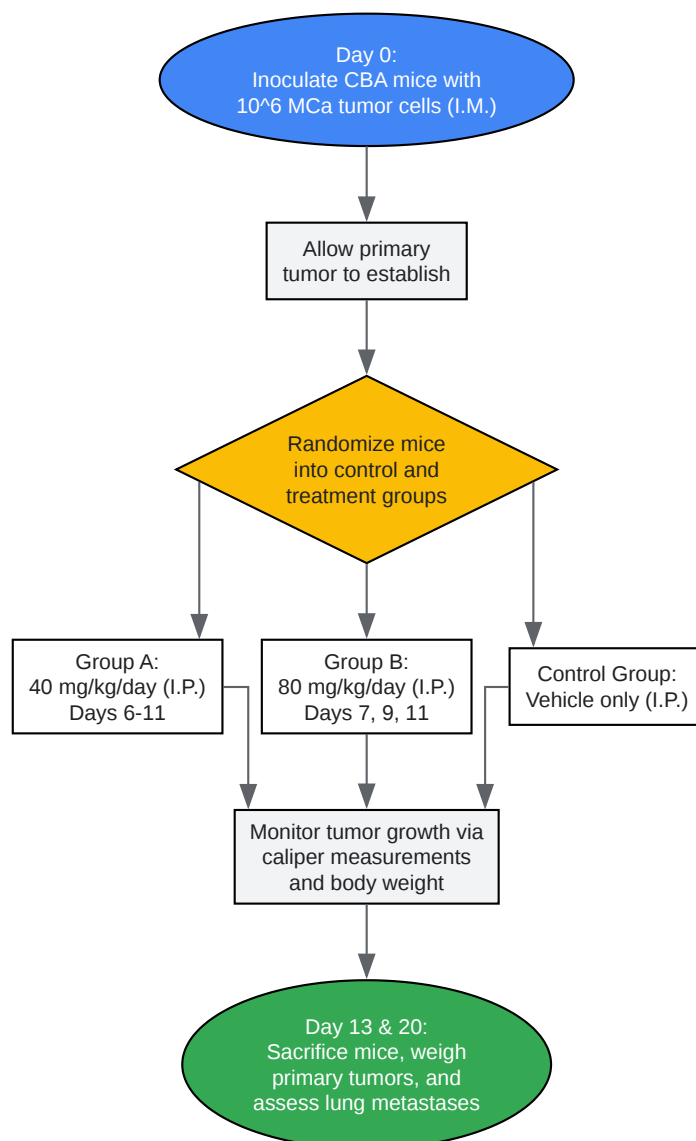 Day 0:
Inoculate CBA mice with
10^6 MCa tumor cells (I.M.)
Allow primary
tumor to establish
Randomize mice
into control and
treatment groups
Group A:
40 mg/kg/day (I.P.)
Days 6-11
Group B:
80 mg/kg/day (I.P.)
Days 7, 9, 11
Control Group:
Vehicle only (I.P.)
Monitor tumor growth via
caliper measurements
and body weight
Day 13 & 20:
Sacrifice mice, weigh
primary tumors, and
assess lung metastases